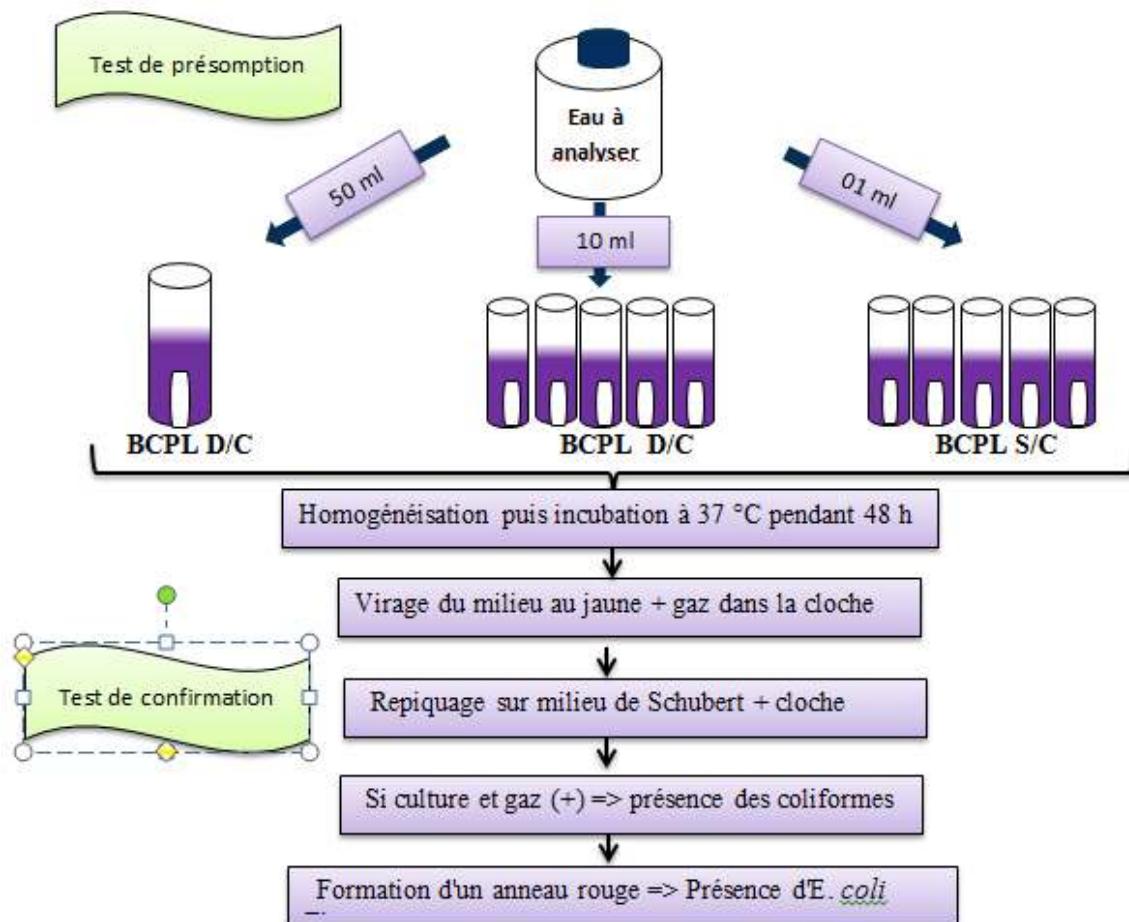 Test de présomption
Eau à
analyser
50 ml
10 ml
01 ml
BCPL D/C
BCPL D/C
BCPL S/C
Homogénéisation puis incubation à 37 °C pendant 48 h
Virage du milieu au jaune + gaz dans la cloche
Test de confirmation
Repiquage sur milieu de Schubert + cloche
Si culture et gaz (+) => présence des coliformes
Formation d'un anneau rouge => Présence d'E. coli